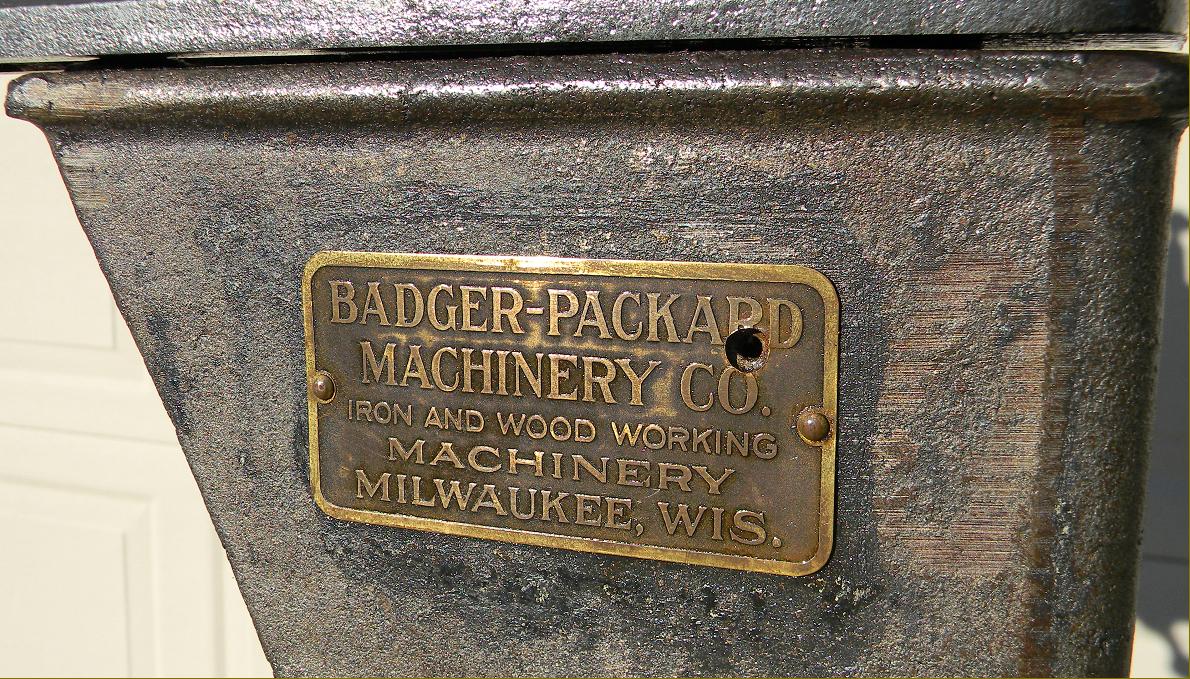 BADGER-PACKARD
MACHINERY CO.
IRON AND WOOD WORKING
MACHINERY
MILWAUKEE, WIS.